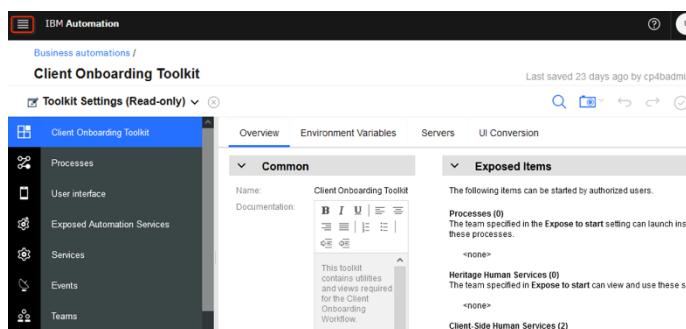 IBM Automation
Business automations /
Client Onboarding Toolkit
Last saved 23 days ago by cp4badmi
Toolkit Settings (Read-only)
Client Onboarding Toolkit
Processes
User interface
Exposed Automation Services
Services
Events
Teams
Overview Environment Variables Servers UI Conversion
Common
Name: Client Onboarding Toolkit
Documentation:
B I U
This toolkit
contains utilities
and views required
for the Client
Onboarding
Workflow.
Exposed Items
The following items can be started by authorized users.
Processes (0)
The team specified in the Expose to start setting can launch ins
these processes.
<none>
Heritage Human Services (0)
The team specified in Expose to start can view and use these s
<none>
Client-Side Human Services (2)